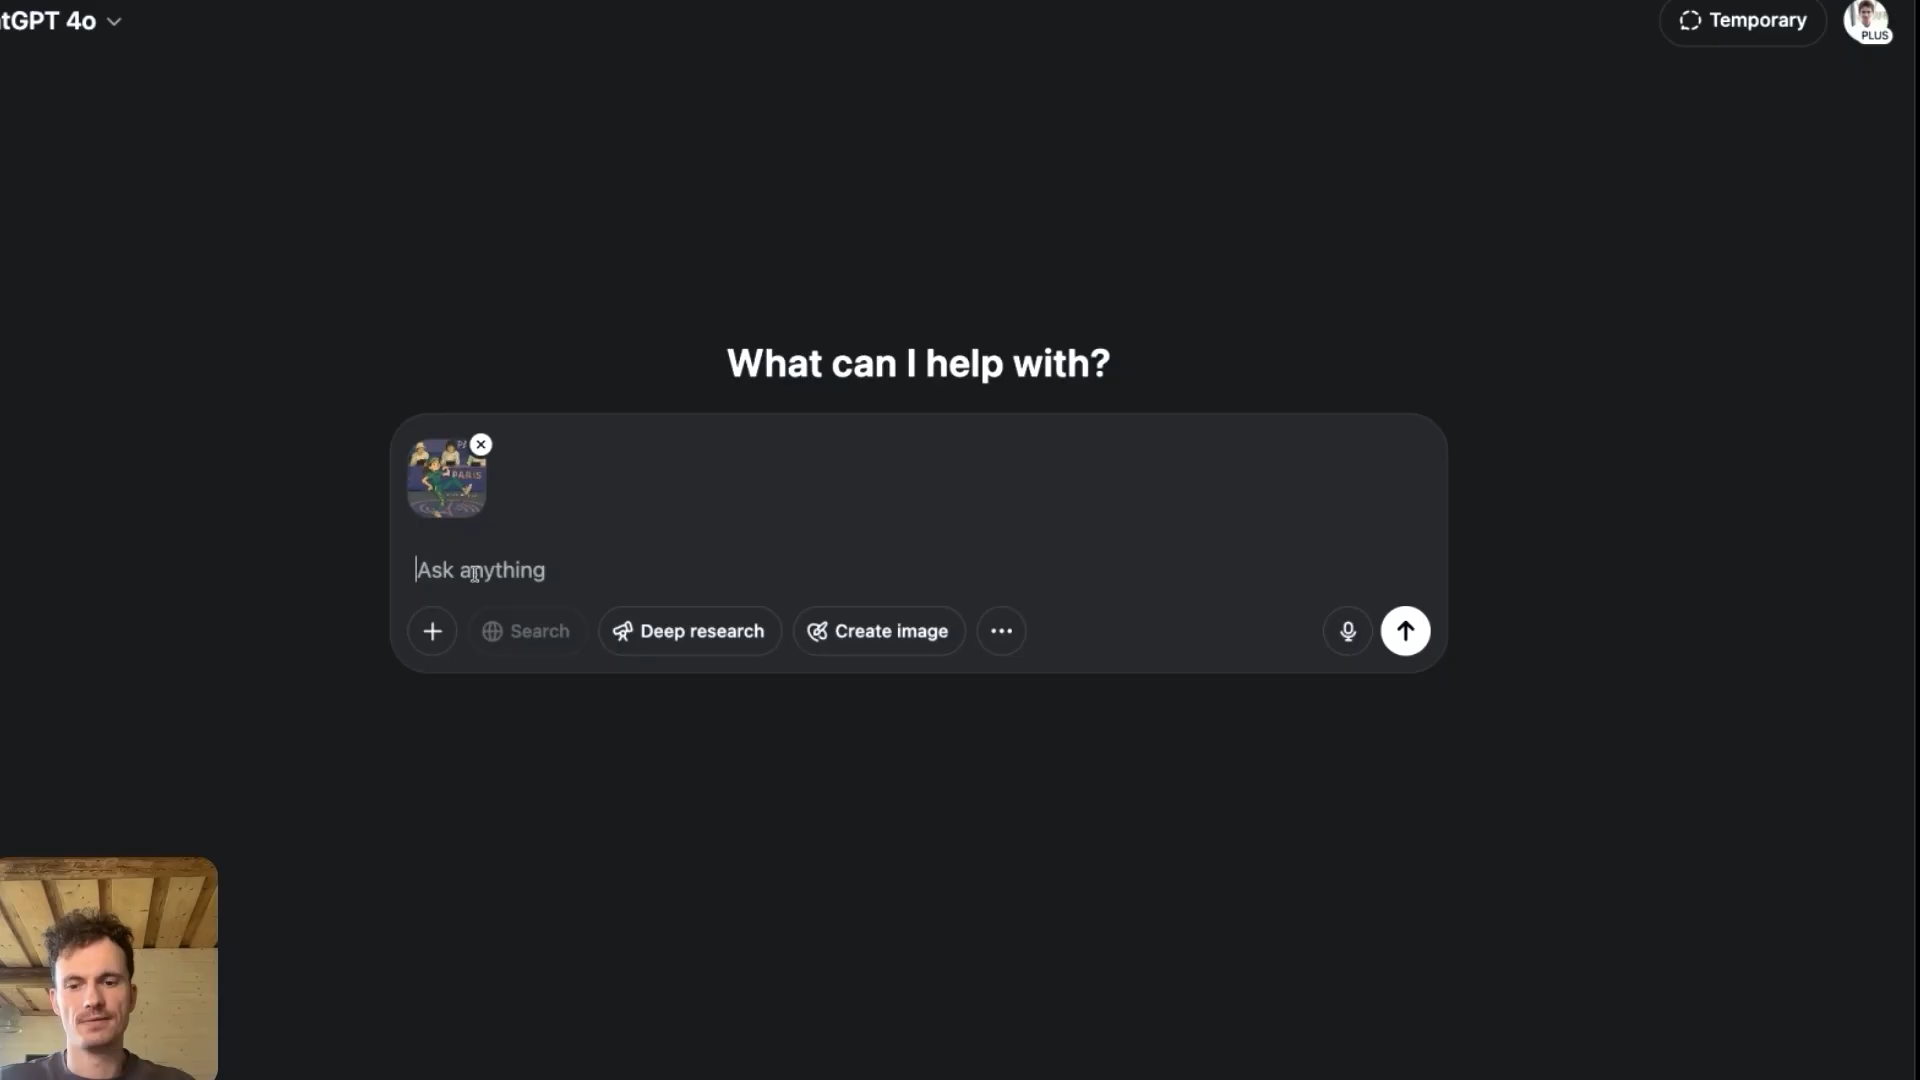 tGPT 4o
Temporary
PLUS
What can I help with?
PARIS
Ask anything
Search
Deep research
Create image